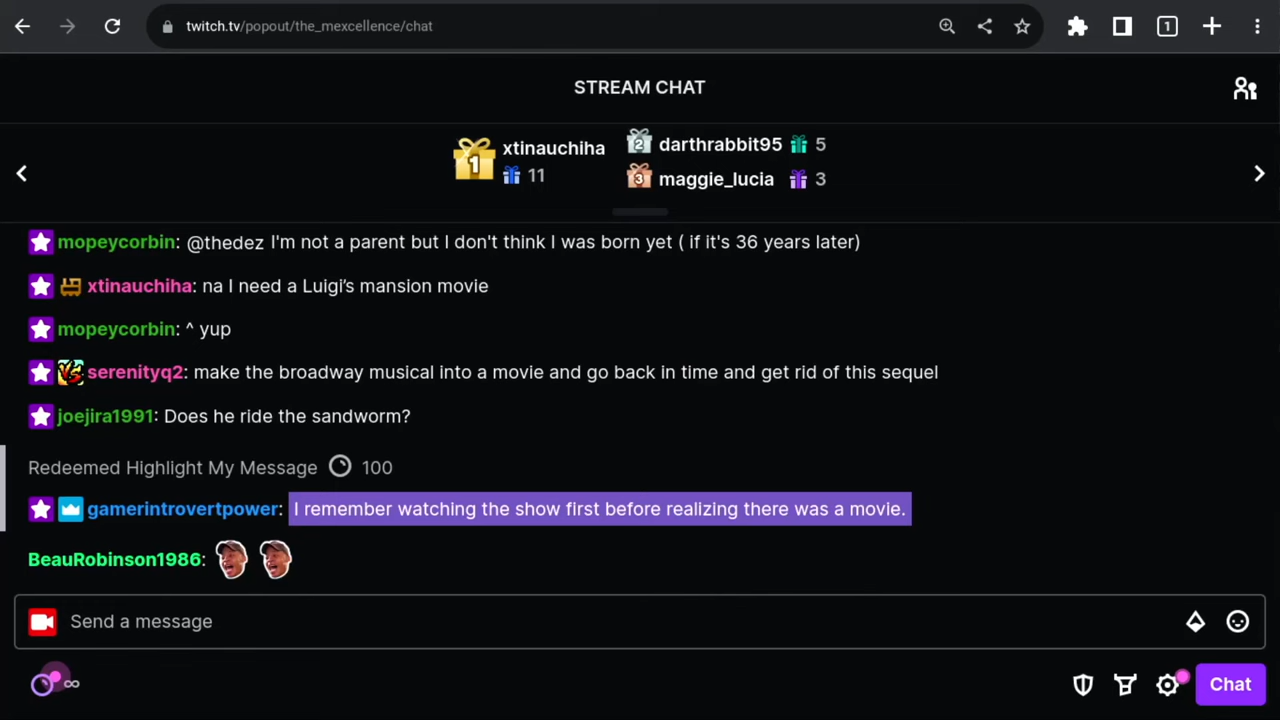 twitch.tv/popout/the_mexcellence/chat
1
STREAM CHAT
1 xtinauchiha 11
2 darthrabbit95 5
3 maggie_lucia 3
mopeycorbin: @thedez I'm not a parent but I don't think I was born yet ( if it's 36 years later)
xtinauchiha: na I need a Luigi’s mansion movie
mopeycorbin: ^ yup
serenityq2: make the broadway musical into a movie and go back in time and get rid of this sequel
joejira1991: Does he ride the sandworm?
Redeemed Highlight My Message 100
gamerintrovertpower: I remember watching the show first before realizing there was a movie.
BeauRobinson1986:
Send a message
∞
Chat